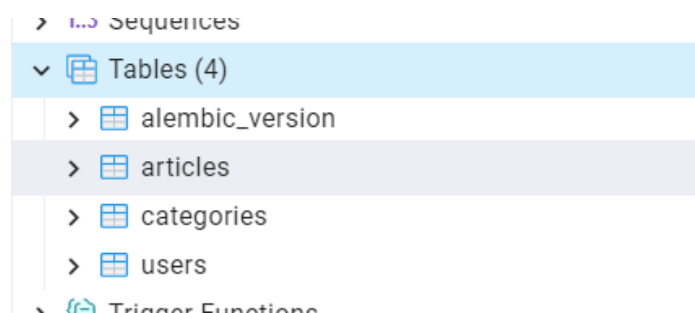 Sequences
Tables (4)
alembic_version
articles
categories
users
Trigger Functions